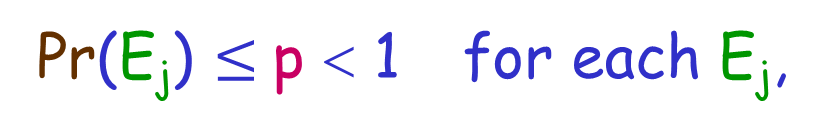 Pr(Eⱼ) ≤ p < 1 for each Eⱼ,